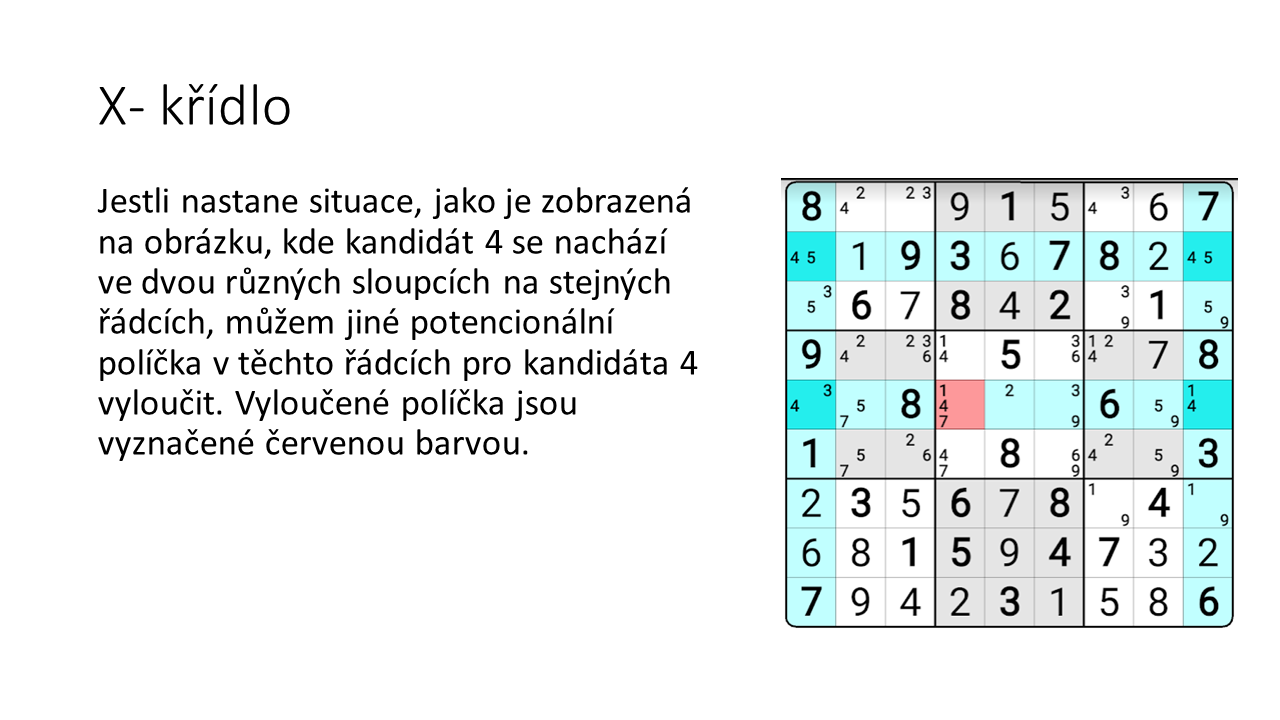 X- křídlo
Jestli nastane situace, jako je zobrazená
na obrázku, kde kandidát 4 se nachází
ve dvou různých sloupcích na stejných
řádcích, můžem jiné potencionální
políčka v těchto řádcích pro kandidáta 4
vyloučit. Vyloučené políčka jsou
vyznačené červenou barvou.
8 2 4 2 3 9 1 5 3 4 6 7
4 5 1 9 3 6 7 8 2 4 5
3 5 6 7 8 4 2 3 9 1 5 9
9 2 4 2 3 6 1 4 5 3 6 1 2 4 7 8
3 4 5 7 8 1 4 7 2 3 9 6 5 9 1 4
1 5 7 2 6 4 7 8 6 9 2 4 5 9 3
2 3 5 6 7 8 1 9 4 1 9
6 8 1 5 9 4 7 3 2
7 9 4 2 3 1 5 8 6